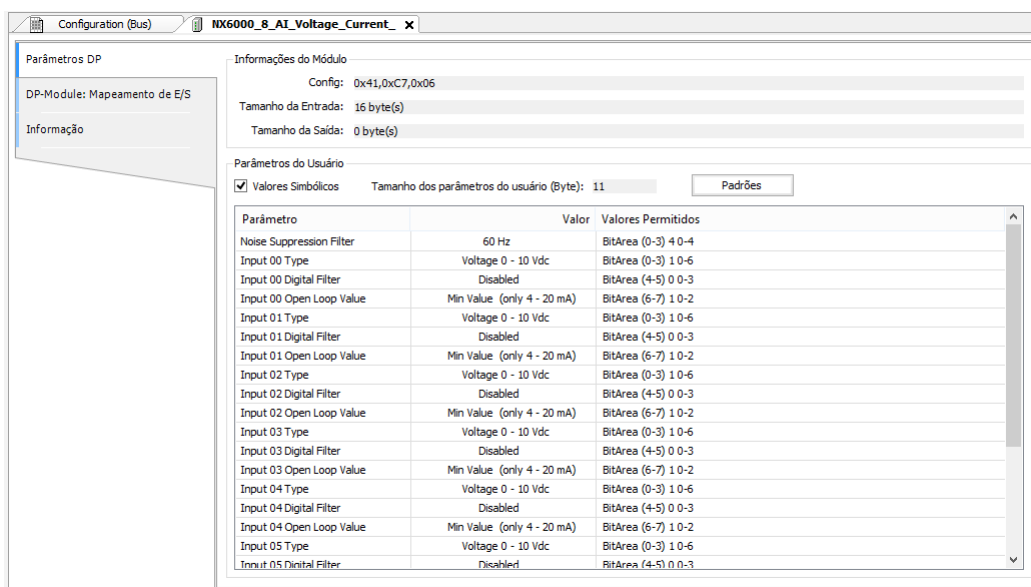 Configuration (Bus) NX6000_8_AI_Voltage_Current_ x
Parâmetros DP
DP-Module: Mapeamento de E/S
Informação
Informações do Módulo
Config: 0x41,0xC7,0x06
Tamanho da Entrada: 16 byte(s)
Tamanho da Saída: 0 byte(s)
Parâmetros do Usuário
Valores Simbólicos Tamanho dos parâmetros do usuário (Byte): 11 Padrões
Parâmetro Valor Valores Permitidos
Noise Suppression Filter 60 Hz BitArea (0-3) 4 0-4
Input 00 Type Voltage 0 - 10 Vdc BitArea (0-3) 1 0-6
Input 00 Digital Filter Disabled BitArea (4-5) 0 0-3
Input 00 Open Loop Value Min Value (only 4 - 20 mA) BitArea (6-7) 1 0-2
Input 01 Type Voltage 0 - 10 Vdc BitArea (0-3) 1 0-6
Input 01 Digital Filter Disabled BitArea (4-5) 0 0-3
Input 01 Open Loop Value Min Value (only 4 - 20 mA) BitArea (6-7) 1 0-2
Input 02 Type Voltage 0 - 10 Vdc BitArea (0-3) 1 0-6
Input 02 Digital Filter Disabled BitArea (4-5) 0 0-3
Input 02 Open Loop Value Min Value (only 4 - 20 mA) BitArea (6-7) 1 0-2
Input 03 Type Voltage 0 - 10 Vdc BitArea (0-3) 1 0-6
Input 03 Digital Filter Disabled BitArea (4-5) 0 0-3
Input 03 Open Loop Value Min Value (only 4 - 20 mA) BitArea (6-7) 1 0-2
Input 04 Type Voltage 0 - 10 Vdc BitArea (0-3) 1 0-6
Input 04 Digital Filter Disabled BitArea (4-5) 0 0-3
Input 04 Open Loop Value Min Value (only 4 - 20 mA) BitArea (6-7) 1 0-2
Input 05 Type Voltage 0 - 10 Vdc BitArea (0-3) 1 0-6
Input 05 Digital Filter Disabled BitArea (4-5) 0 0-3